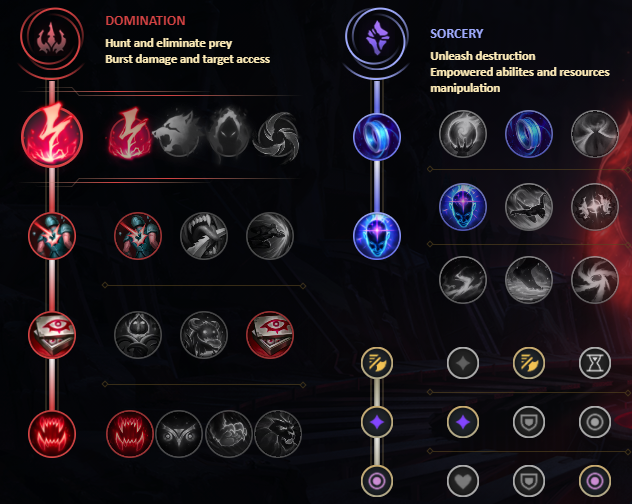 DOMINATION
Hunt and eliminate prey
Burst damage and target access
SORCERY
Unleash destruction
Empowered abilites and resources
manipulation